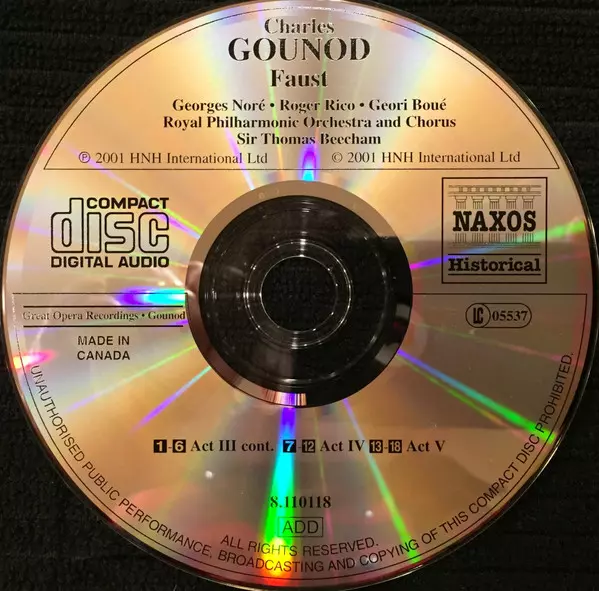 Charles
GOUNOD
Faust
Georges Noré • Roger Rico • Geori Boué
Royal Philharmonic Orchestra and Chorus
Sir Thomas Beecham
℗ 2001 HNH International Ltd © 2001 HNH International Ltd
COMPACT
disc
DIGITAL AUDIO
NAXOS
Historical
Great Opera Recordings • Gounod
LC 05537
MADE IN
CANADA
1-6 Act III cont. 7-12 Act IV 13-18 Act V
8.110118
ADD
ALL RIGHTS RESERVED.
UNAUTHORISED PUBLIC PERFORMANCE, BROADCASTING AND COPYING OF THIS COMPACT DISC PROHIBITED.